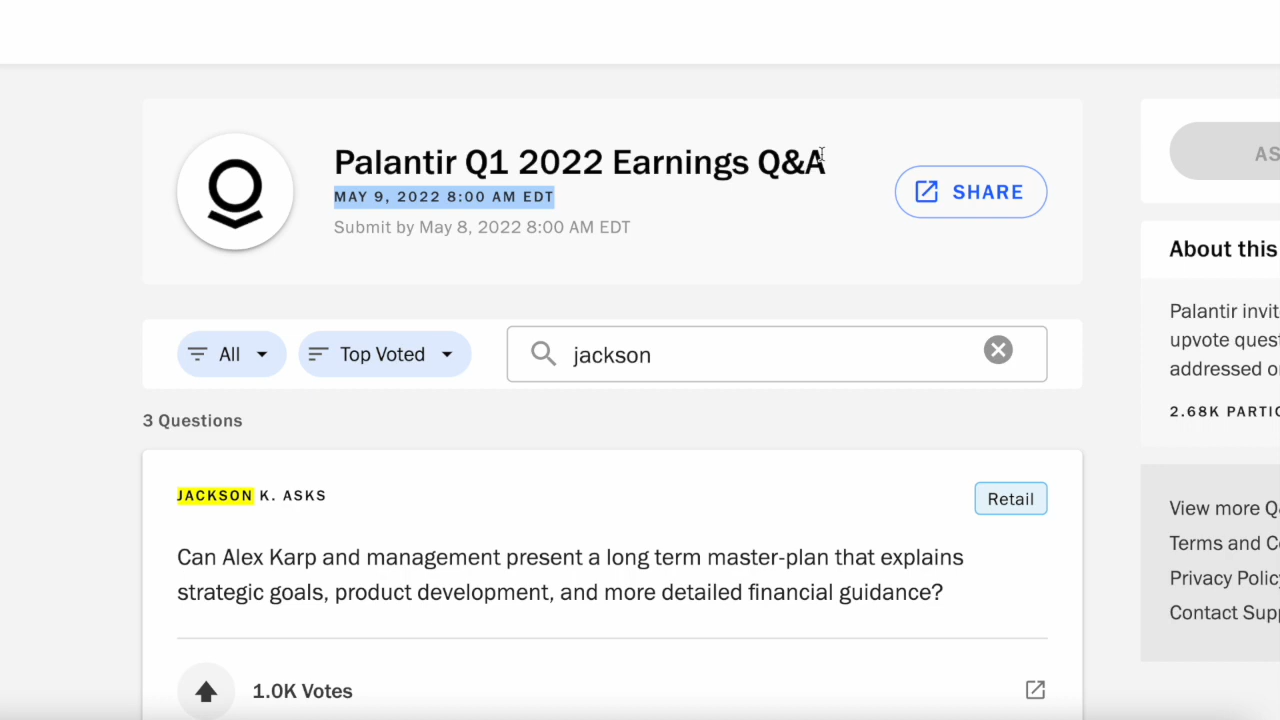 Palantir Q1 2022 Earnings Q&A
MAY 9, 2022 8:00 AM EDT
Submit by May 8, 2022 8:00 AM EDT
SHARE
All
Top Voted
jackson
3 Questions
JACKSON K. ASKS
Retail
Can Alex Karp and management present a long term master-plan that explains
strategic goals, product development, and more detailed financial guidance?
1.0K Votes
AS
About this
Palantir invit
upvote quest
addressed o
2.68K PARTIC
View more Q&
Terms and Co
Privacy Policy
Contact Supp